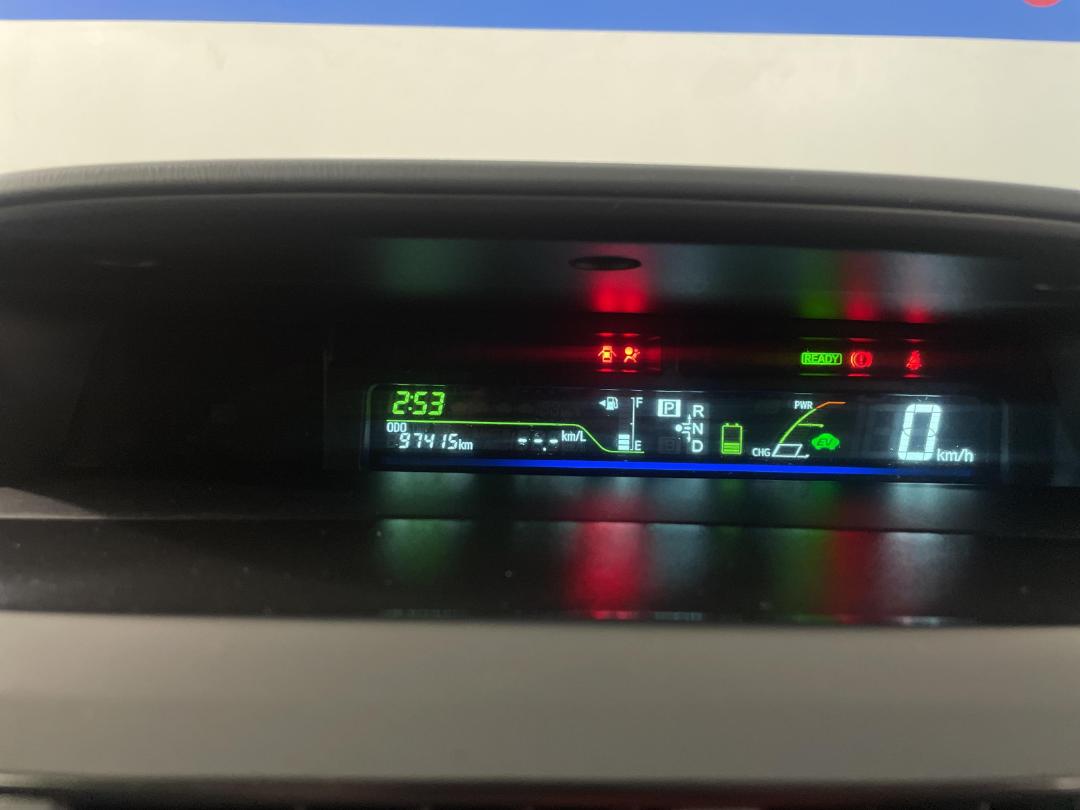 READY
2:53
ODO
97415km
--.- km/L
F
E
P
R
N
D
B
PWR
CHG
EV
0 km/h